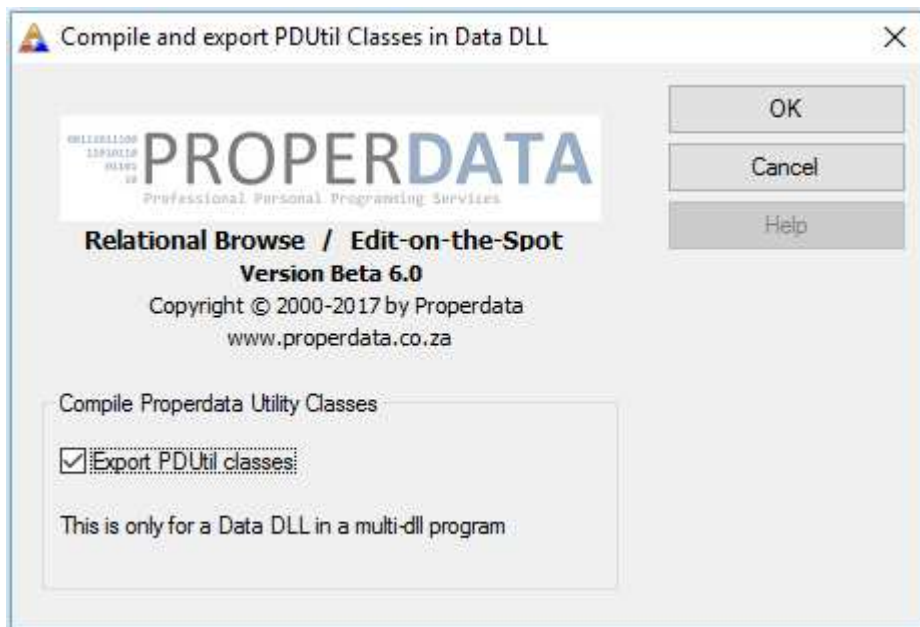 Compile and export PDUtil Classes in Data DLL
OK
Cancel
Help
PROPERDATA
Professional Personal Programming Services
Relational Browse / Edit-on-the-Spot
Version Beta 6.0
Copyright © 2000-2017 by Properdata
www.properdata.co.za
Compile Properdata Utility Classes
Export PDUtil classes
This is only for a Data DLL in a multi-dll program